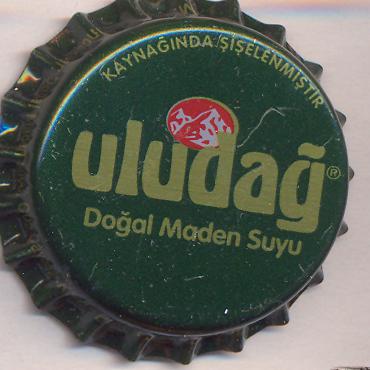 KAYNAĞINDA ŞİŞELENMİŞTİR
uludağ®
Doğal Maden Suyu